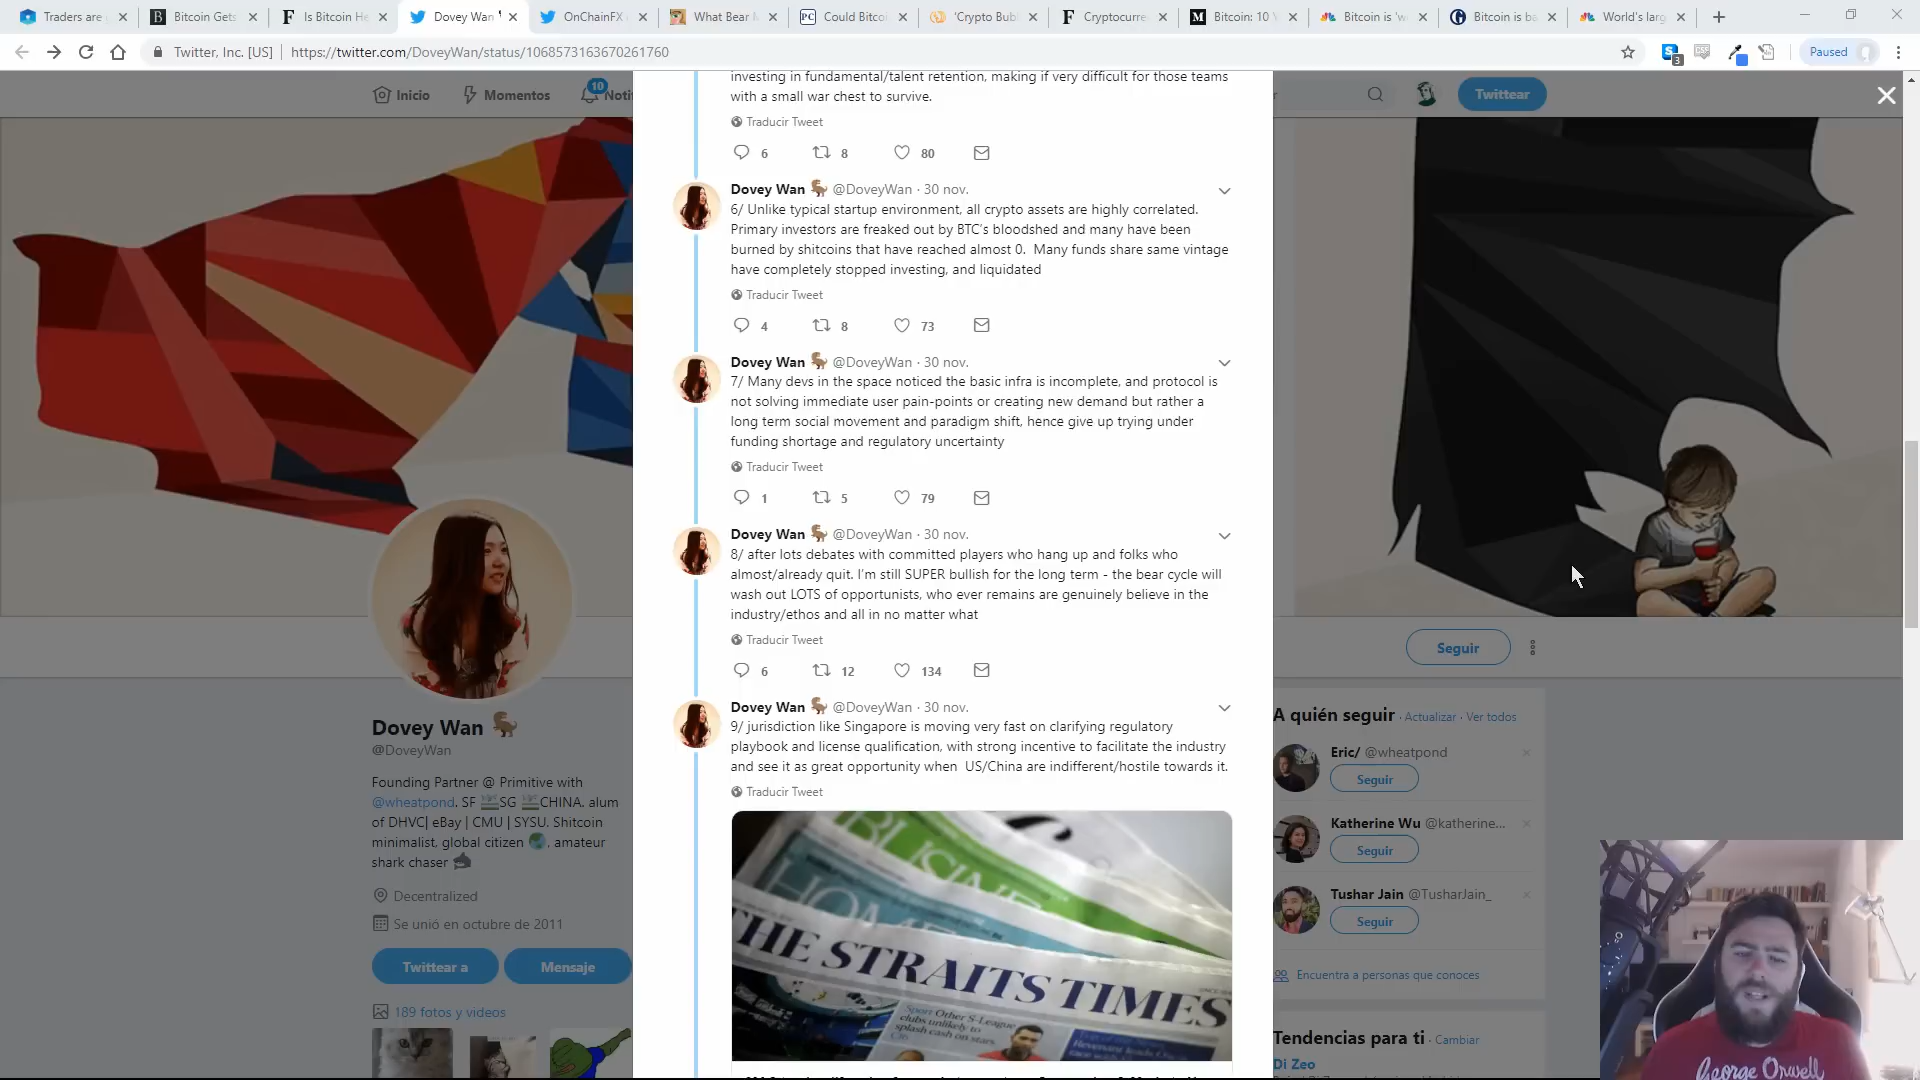 Traders are
Bitcoin Gets
Is Bitcoin He
Dovey Wan
OnChainFX
What Bear
Could Bitco
'Crypto Bub
Cryptocurre
Bitcoin: 10
Bitcoin is 'w
Bitcoin is ba
World's larg
Twitter, Inc. [US]
https://twitter.com/DoveyWan/status/1068573163670261760
3
Paused
Inicio
Momentos
10
Noti
Twittear
investing in fundamental/talent retention, making if very difficult for those teams
with a small war chest to survive.
Traducir Tweet
6 8 80
Dovey Wan @DoveyWan · 30 nov.
6/ Unlike typical startup environment, all crypto assets are highly correlated.
Primary investors are freaked out by BTC's bloodshed and many have been
burned by shitcoins that have reached almost 0. Many funds share same vintage
have completely stopped investing, and liquidated
Traducir Tweet
4 8 73
Dovey Wan @DoveyWan · 30 nov.
7/ Many devs in the space noticed the basic infra is incomplete, and protocol is
not solving immediate user pain-points or creating new demand but rather a
long term social movement and paradigm shift, hence give up trying under
funding shortage and regulatory uncertainty
Traducir Tweet
1 5 79
Dovey Wan @DoveyWan · 30 nov.
8/ after lots debates with committed players who hang up and folks who
almost/already quit. I'm still SUPER bullish for the long term - the bear cycle will
wash out LOTS of opportunists, who ever remains are genuinely believe in the
industry/ethos and all in no matter what
Traducir Tweet
6 12 134
Dovey Wan @DoveyWan · 30 nov.
9/ jurisdiction like Singapore is moving very fast on clarifying regulatory
playbook and license qualification, with strong incentive to facilitate the industry
and see it as great opportunity when US/China are indifferent/hostile towards it.
Traducir Tweet
BUSINE
HOME
THE STRAITS TIMES
Sport Other S-League
clubs unlikely to
splash cash on stars
Dovey Wan
@DoveyWan
Founding Partner @ Primitive with
@wheatpond. SF SG CHINA. alum
of DHVC| eBay | CMU | SYSU. Shitcoin
minimalist, global citizen , amateur
shark chaser
Decentralized
Se unió en octubre de 2011
Twittear a
Mensaje
189 fotos y videos
Seguir
A quién seguir · Actualizar · Ver todos
Eric/ @wheatpond
Seguir
Katherine Wu @katherine...
Seguir
Tushar Jain @TusharJain_
Seguir
Encuentra a personas que conoces
Tendencias para ti · Cambiar
Di Zeo
George Orwell